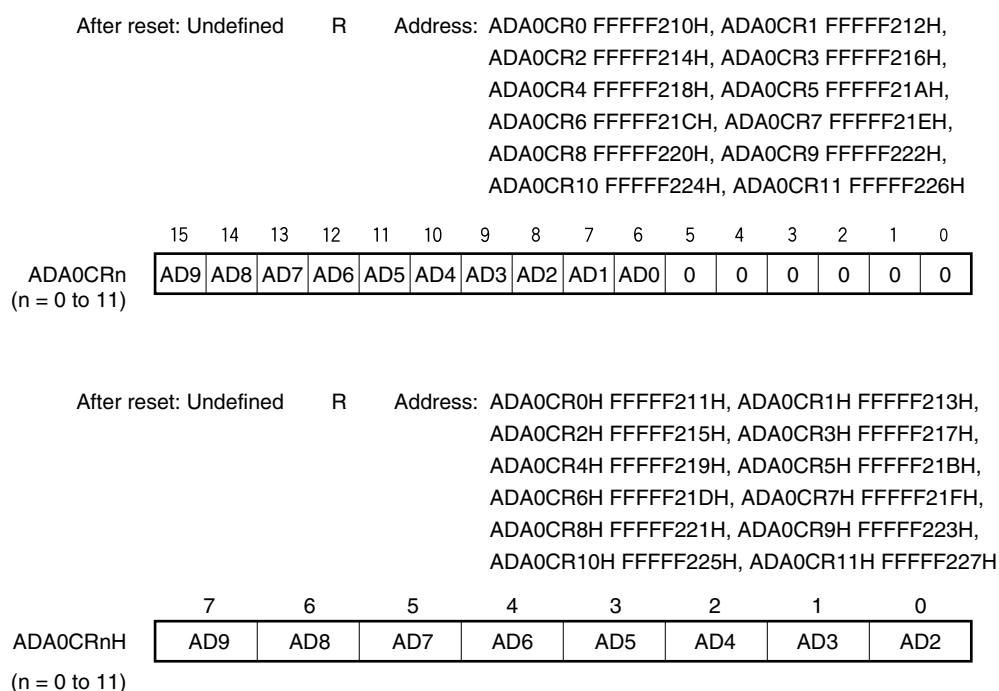 After reset: Undefined R Address: ADA0CR0 FFFFF210H, ADA0CR1 FFFFF212H,
ADA0CR2 FFFFF214H, ADA0CR3 FFFFF216H,
ADA0CR4 FFFFF218H, ADA0CR5 FFFFF21AH,
ADA0CR6 FFFFF21CH, ADA0CR7 FFFFF21EH,
ADA0CR8 FFFFF220H, ADA0CR9 FFFFF222H,
ADA0CR10 FFFFF224H, ADA0CR11 FFFFF226H
15 14 13 12 11 10 9 8 7 6 5 4 3 2 1 0
ADA0CRn AD9 AD8 AD7 AD6 AD5 AD4 AD3 AD2 AD1 AD0 0 0 0 0 0 0
(n = 0 to 11)
After reset: Undefined R Address: ADA0CR0H FFFFF211H, ADA0CR1H FFFFF213H,
ADA0CR2H FFFFF215H, ADA0CR3H FFFFF217H,
ADA0CR4H FFFFF219H, ADA0CR5H FFFFF21BH,
ADA0CR6H FFFFF21DH, ADA0CR7H FFFFF21FH,
ADA0CR8H FFFFF221H, ADA0CR9H FFFFF223H,
ADA0CR10H FFFFF225H, ADA0CR11H FFFFF227H
7 6 5 4 3 2 1 0
ADA0CRnH AD9 AD8 AD7 AD6 AD5 AD4 AD3 AD2
(n = 0 to 11)